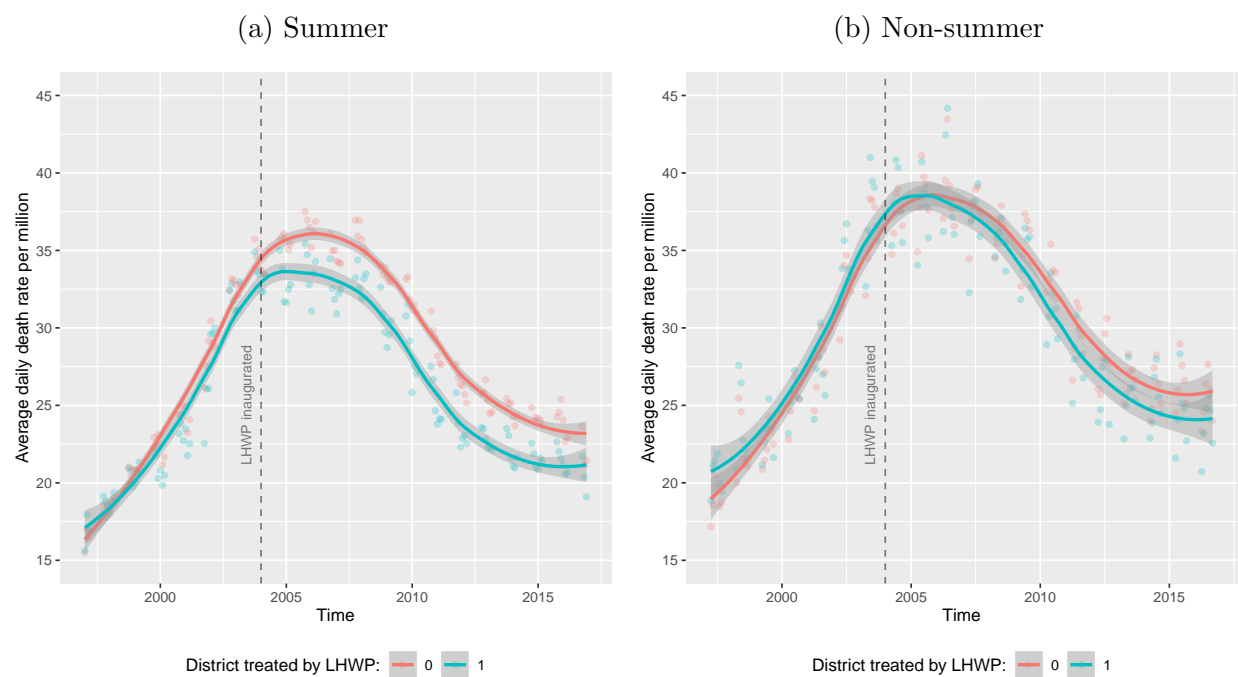 (a) Summer
45
40
35
30
25
20
15
Average daily death rate per million
LHWP inaugurated
2000 2005 2010 2015
Time
District treated by LHWP: 0 1
(b) Non-summer
45
40
35
30
25
20
15
Average daily death rate per million
LHWP inaugurated
2000 2005 2010 2015
Time
District treated by LHWP: 0 1